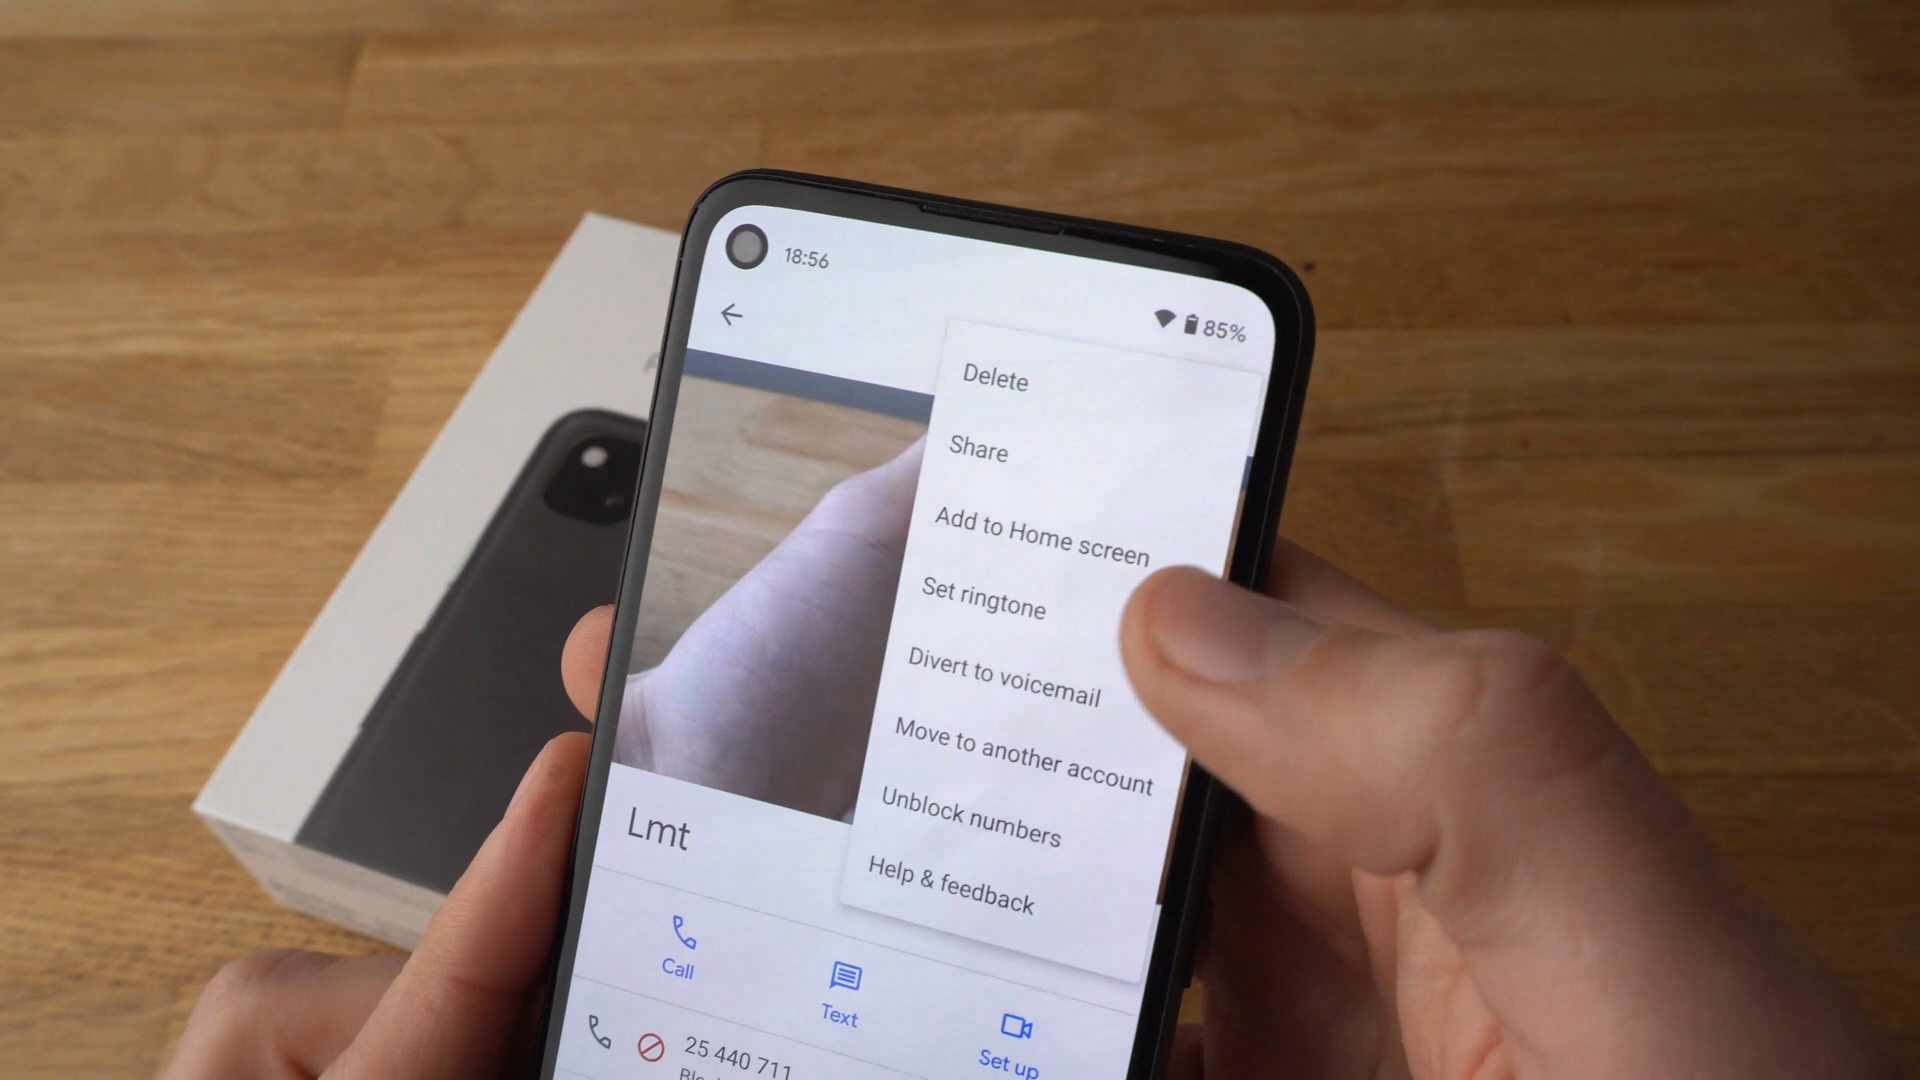 18:56
85%
Delete
Share
Add to Home screen
Set ringtone
Divert to voicemail
Move to another account
Unblock numbers
Help & feedback
Lmt
Call
Text
Set up
25 440 711